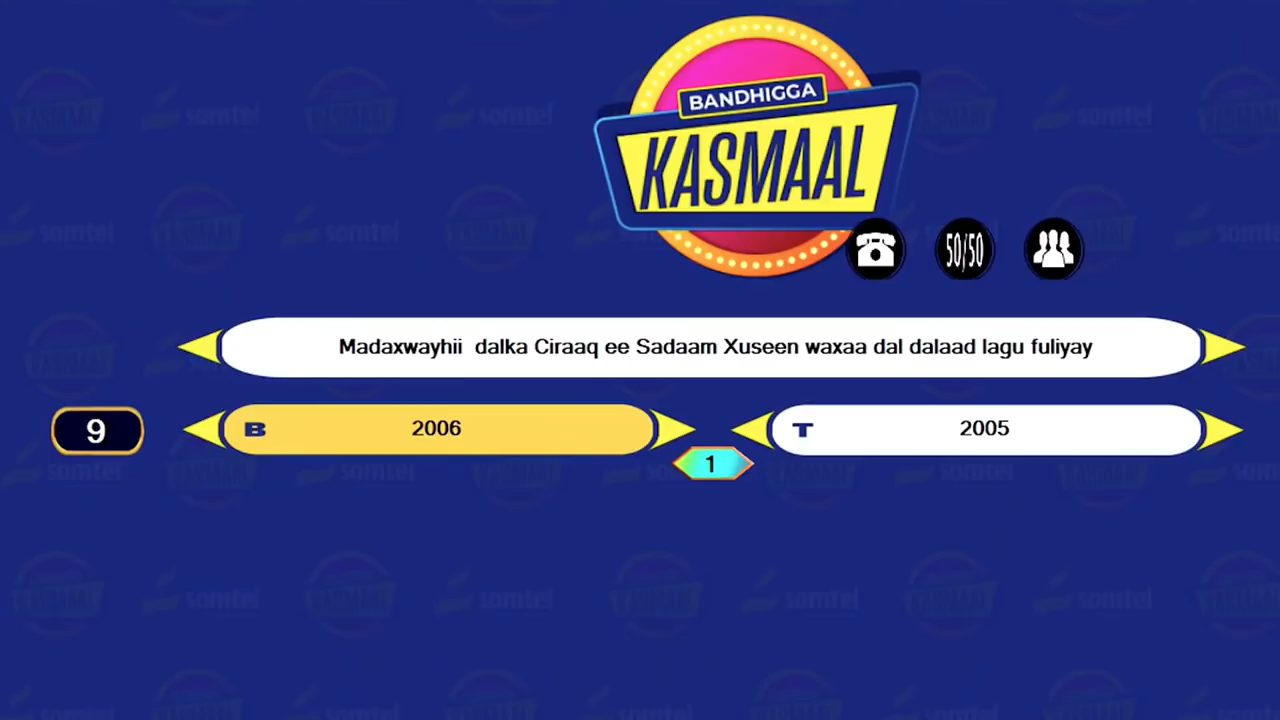 BANDHIGGA
KASMAAL
50/50
Madaxwayhii dalka Ciraaq ee Sadaam Xuseen waxaa dal dalaad lagu fuliyay
9
B 2006
T 2005
1
somtel